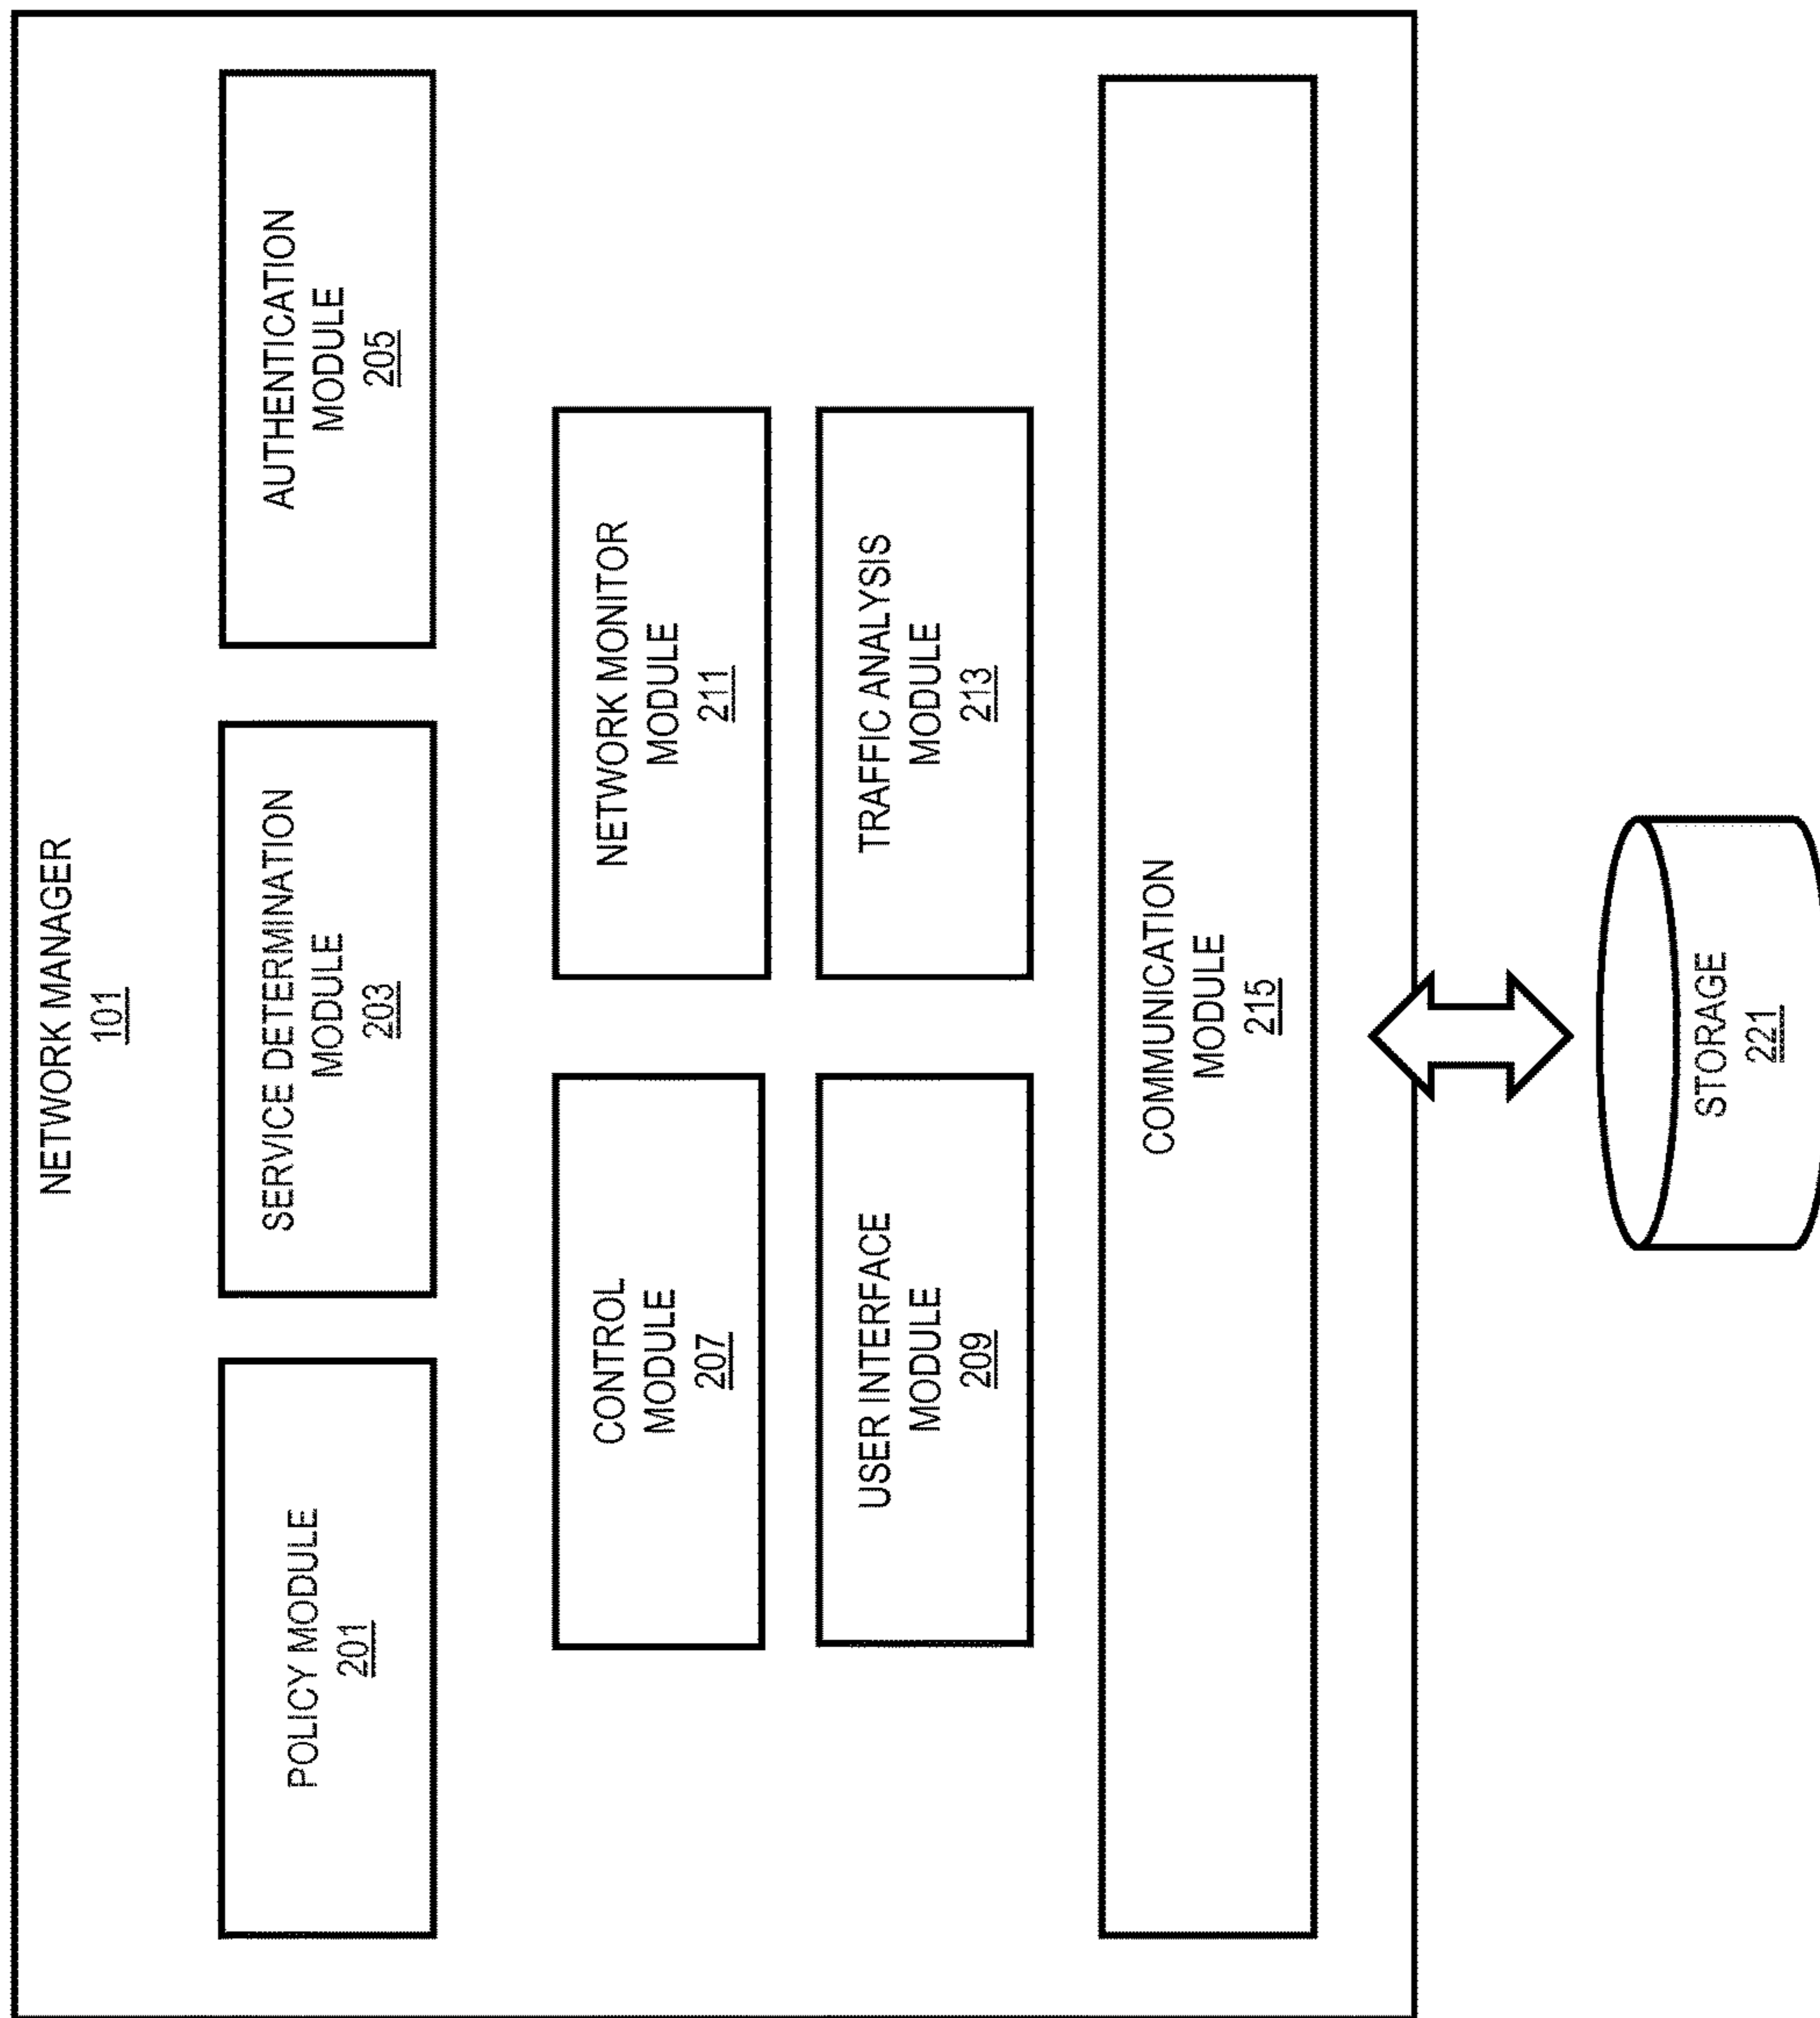 NETWORK MANAGER
101
POLICY MODULE
201
SERVICE DETERMINATION
MODULE
203
AUTHENTICATION
MODULE
205
CONTROL
MODULE
207
NETWORK MONITOR
MODULE
211
USER INTERFACE
MODULE
209
TRAFFIC ANALYSIS
MODULE
213
COMMUNICATION
MODULE
215
STORAGE
221